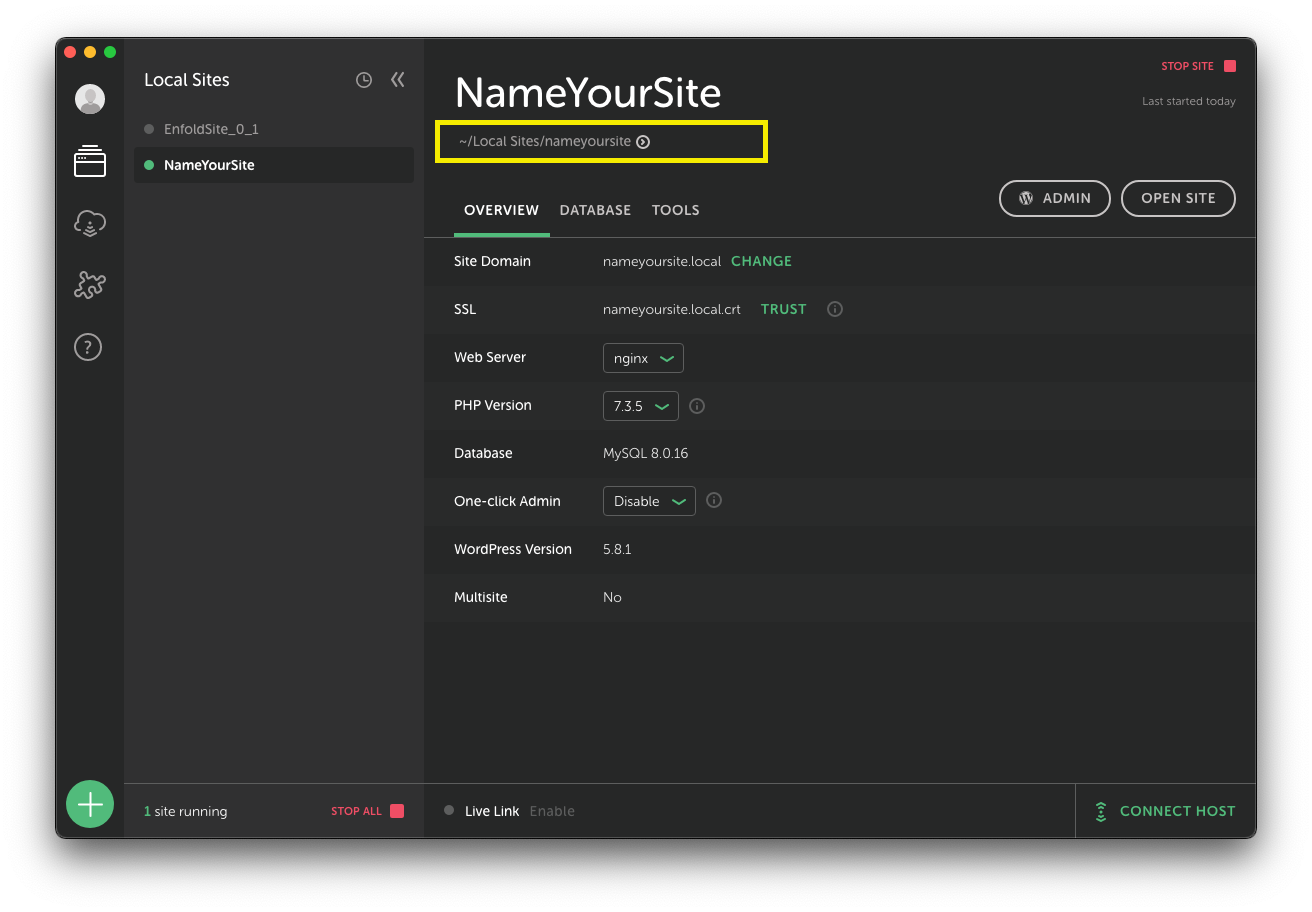 Local Sites
EnfoldSite_0_1
NameYourSite
1 site running
STOP ALL
NameYourSite
~/Local Sites/nameyoursite
STOP SITE
Last started today
ADMIN
OPEN SITE
OVERVIEW DATABASE TOOLS
Site Domain nameyoursite.local CHANGE
SSL nameyoursite.local.crt TRUST
Web Server nginx
PHP Version 7.3.5
Database MySQL 8.0.16
One-click Admin Disable
WordPress Version 5.8.1
Multisite No
Live Link Enable
CONNECT HOST